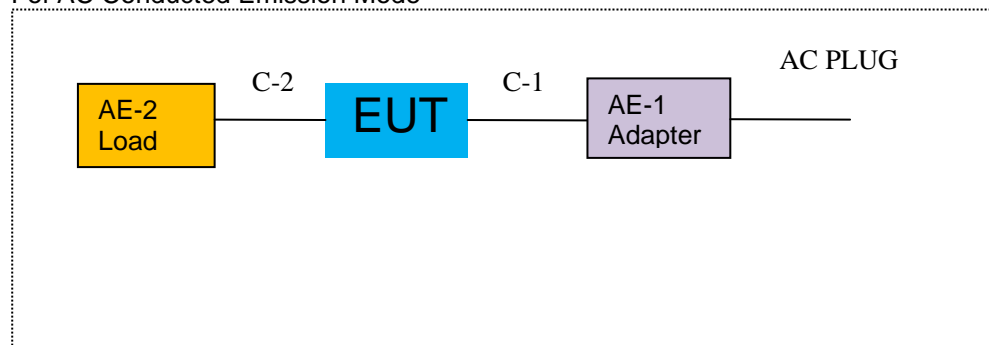 For AC Conducted Emission Mode
AC PLUG
C-2
C-1
AE-2
Load
EUT
AE-1
Adapter